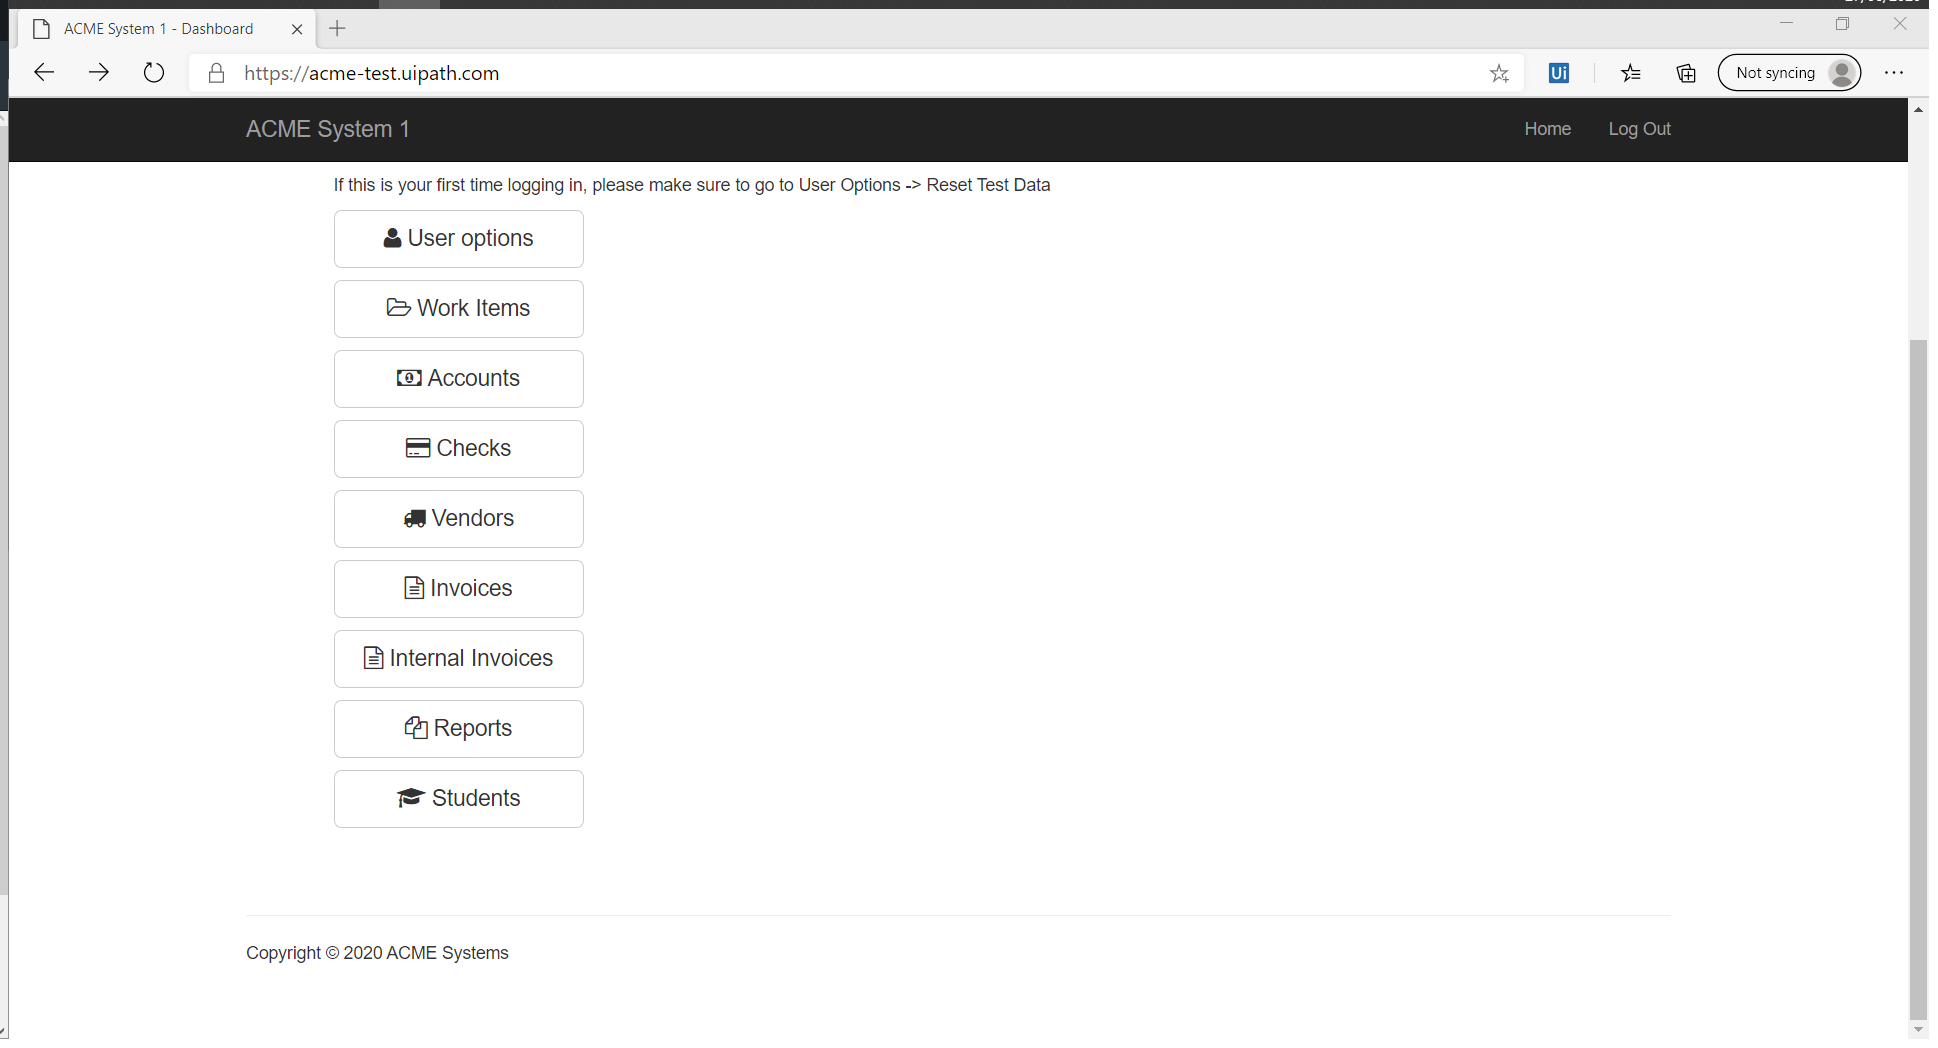 ACME System 1 - Dashboard
https://acme-test.uipath.com
Ui
Not syncing
ACME System 1
Home
Log Out
If this is your first time logging in, please make sure to go to User Options -> Reset Test Data
User options
Work Items
Accounts
Checks
Vendors
Invoices
Internal Invoices
Reports
Students
Copyright © 2020 ACME Systems